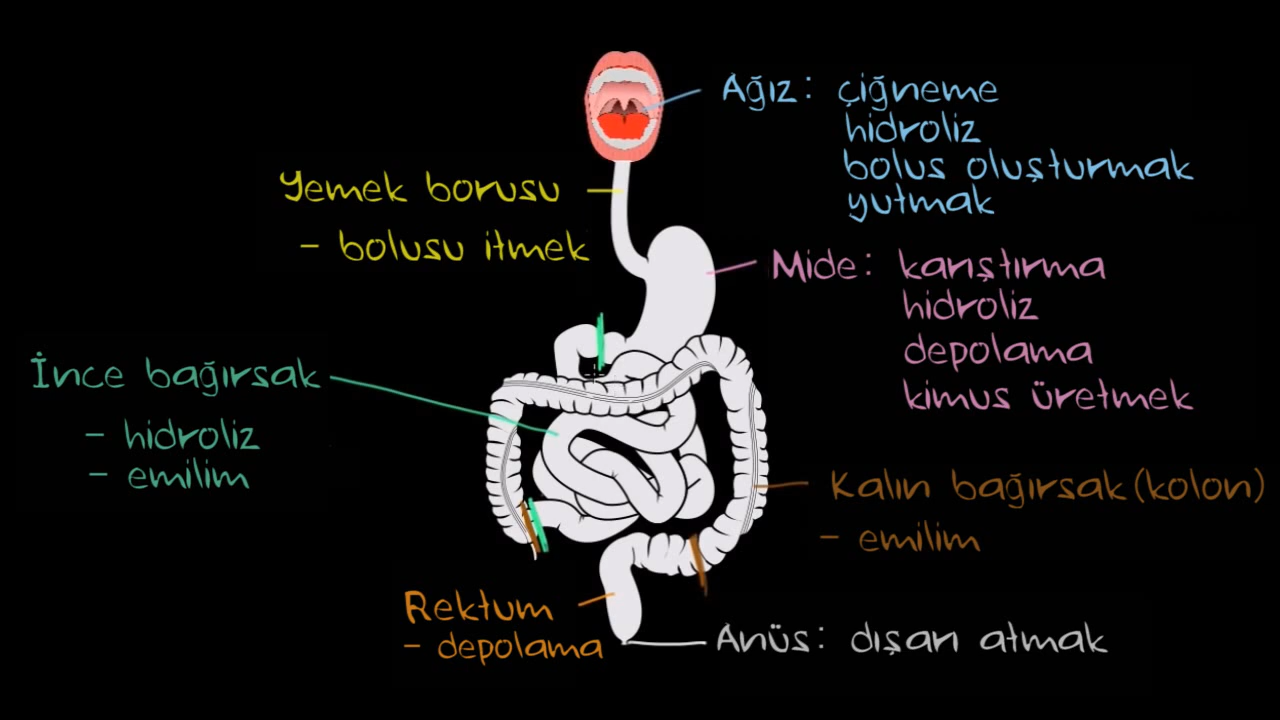 Ağız: çiğneme
hidroliz
bolus oluşturmak
yutmak
Yemek borusu
- bolusu itmek
Mide: karıştırma
hidroliz
depolama
kimus üretmek
İnce bağırsak
- hidroliz
- emilim
Kalın bağırsak (kolon)
- emilim
Rektum
- depolama
Anüs: dışarı atmak